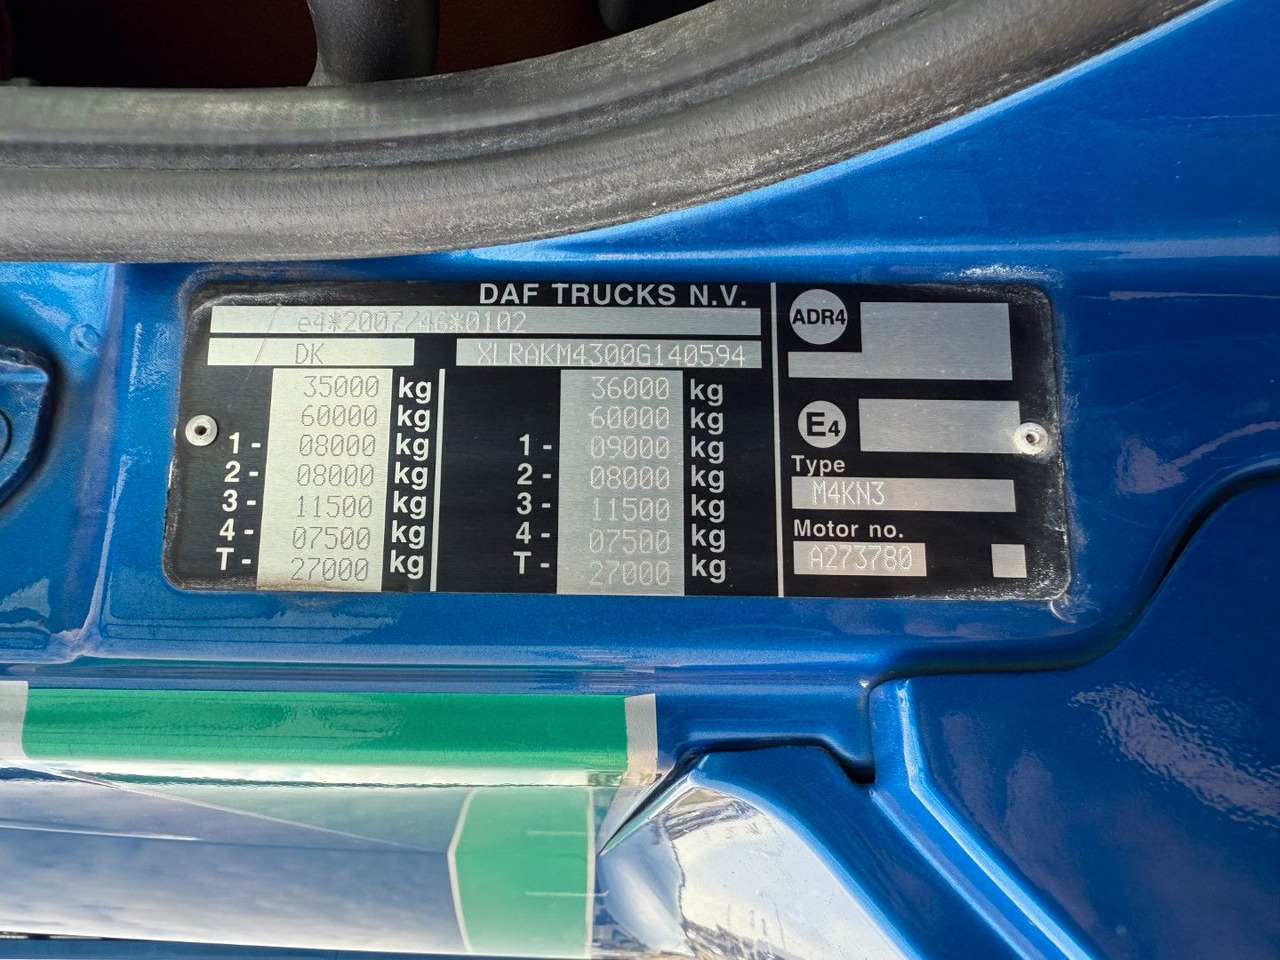 DAF TRUCKS N.V.
e4*2007/46*0102
DK XLRAKM4300G140594
35000 kg 36000 kg
60000 kg 60000 kg
1 - 08000 kg 1 - 09000 kg
2 - 08000 kg 2 - 08000 kg
3 - 11500 kg 3 - 11500 kg
4 - 07500 kg 4 - 07500 kg
T - 27000 kg T - 27000 kg
ADR4
E4
Type
M4KN3
Motor no.
A273780